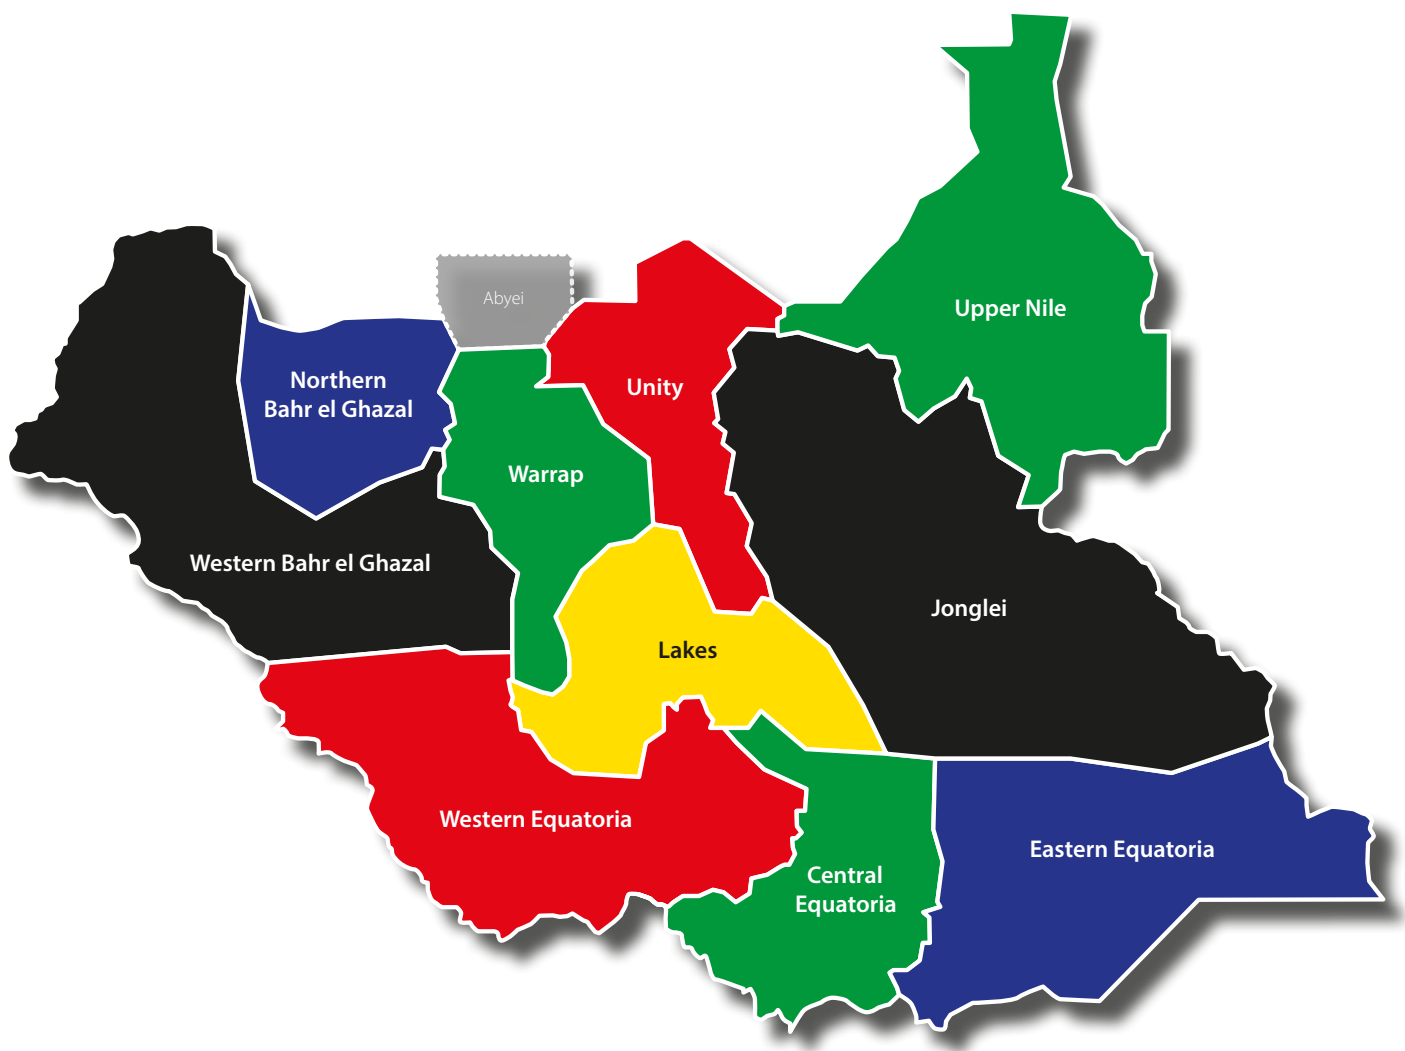 Abyei
Upper Nile
Northern
Bahr el Ghazal
Unity
Warrap
Western Bahr el Ghazal
Jonglei
Lakes
Western Equatoria
Eastern Equatoria
Central
Equatoria